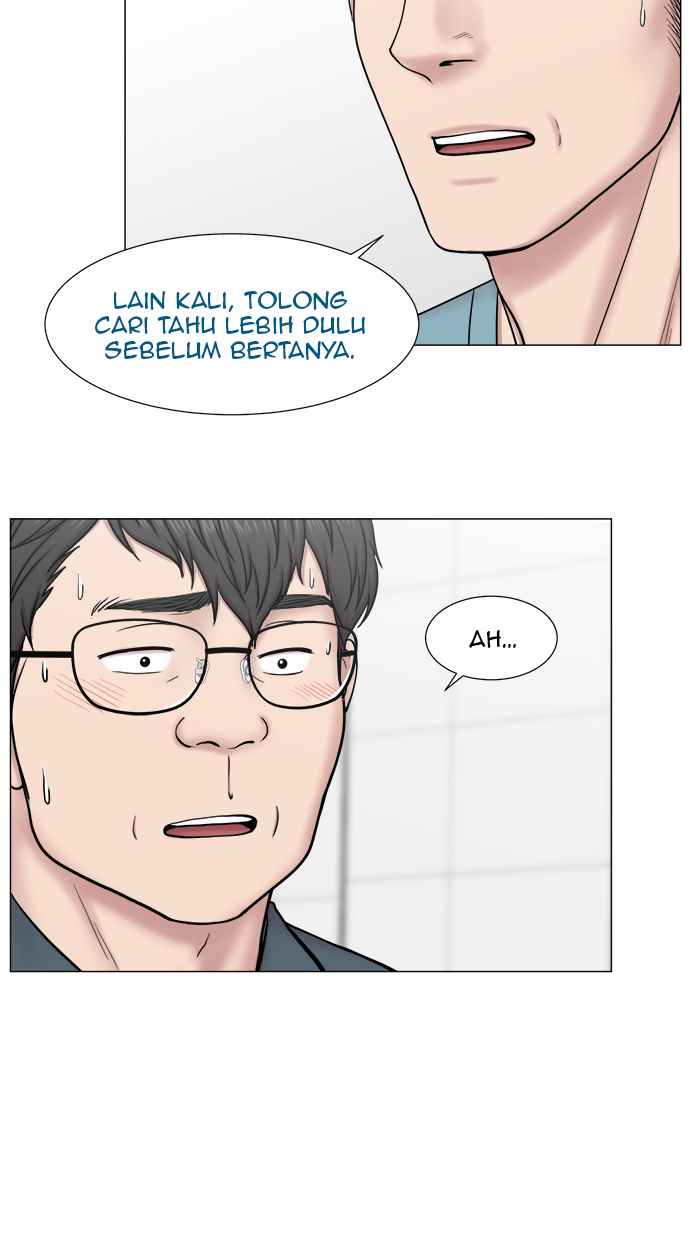 LAIN KALI, TOLONG
CARI TAHU LEBIH DULU
SEBELUM BERTANYA.
AH...